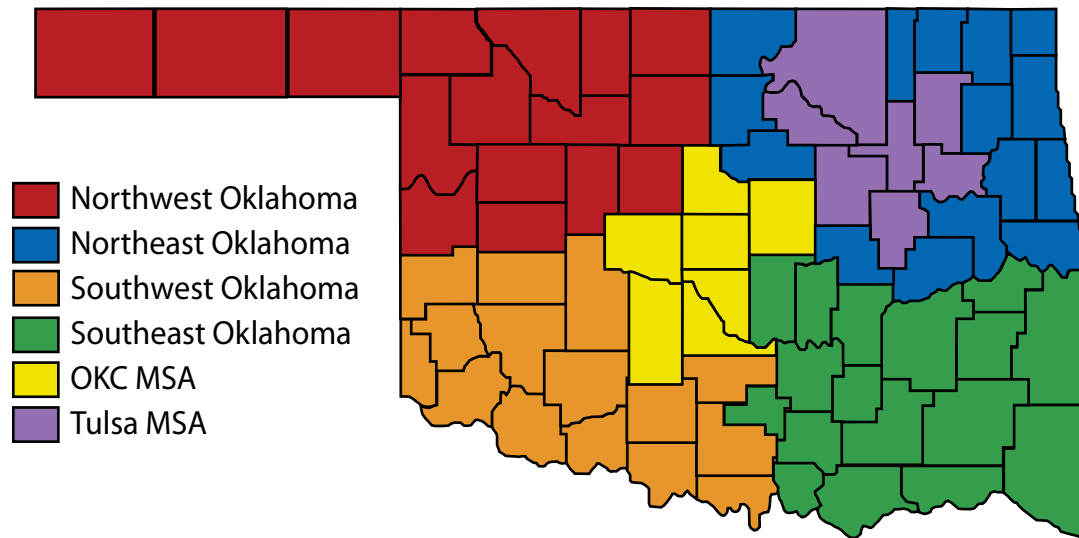 Northwest Oklahoma
Northeast Oklahoma
Southwest Oklahoma
Southeast Oklahoma
OKC MSA
Tulsa MSA